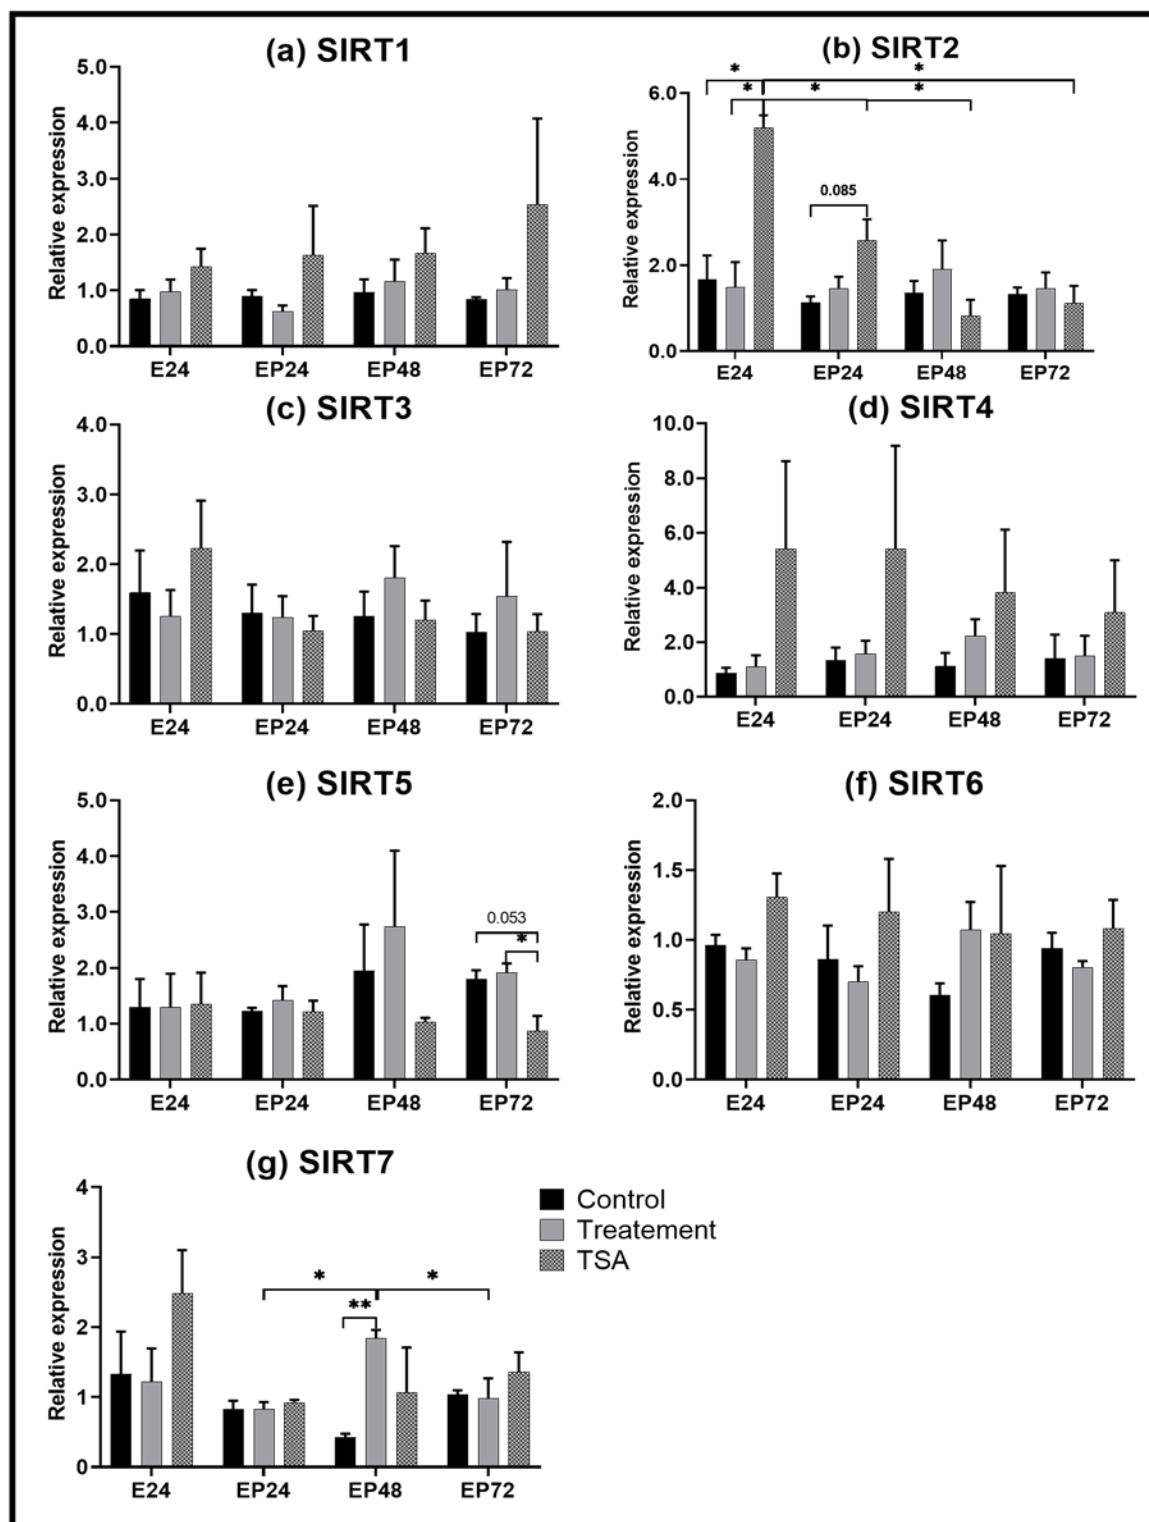 (a) SIRT1
5.0
4.0
3.0
2.0
1.0
0.0
Relative expression
E24 EP24 EP48 EP72
(b) SIRT2
6.0
4.0
2.0
0.0
Relative expression
* *
* * *
0.085
E24 EP24 EP48 EP72
(c) SIRT3
4.0
3.0
2.0
1.0
0.0
Relative expression
E24 EP24 EP48 EP72
(d) SIRT4
10.0
8.0
6.0
4.0
2.0
0.0
Relative expression
E24 EP24 EP48 EP72
(e) SIRT5
5.0
4.0
3.0
2.0
1.0
0.0
Relative expression
0.053
*
E24 EP24 EP48 EP72
(f) SIRT6
2.0
1.5
1.0
0.5
0.0
Relative expression
E24 EP24 EP48 EP72
(g) SIRT7
4
3
2
1
0
Relative expression
* *
**
E24 EP24 EP48 EP72
Control
Treatement
TSA